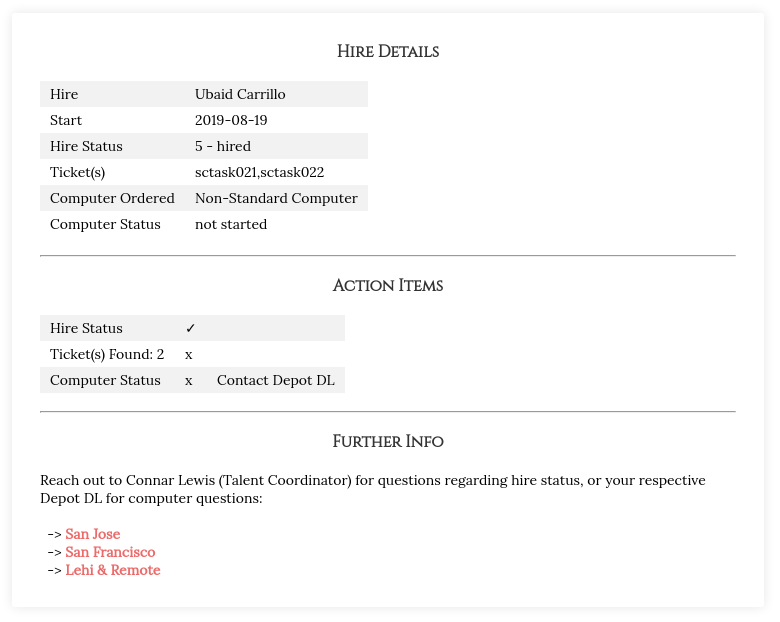 Hire Details
Hire Ubaid Carrillo
Start 2019-08-19
Hire Status 5 - hired
Ticket(s) sctask021,sctask022
Computer Ordered Non-Standard Computer
Computer Status not started
Action Items
Hire Status ✓
Ticket(s) Found: 2 x
Computer Status x Contact Depot DL
Further Info
Reach out to Connar Lewis (Talent Coordinator) for questions regarding hire status, or your respective
Depot DL for computer questions:
-> San Jose
-> San Francisco
-> Lehi & Remote